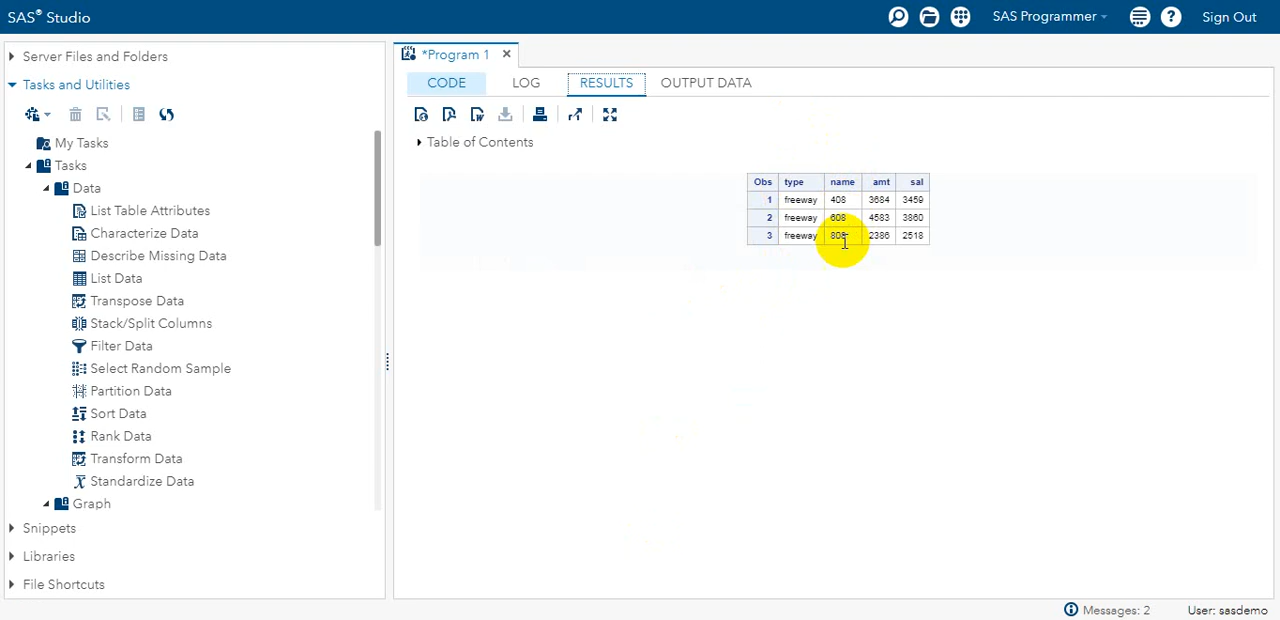 SAS® Studio
SAS Programmer
Sign Out
Server Files and Folders
Tasks and Utilities
My Tasks
Tasks
Data
List Table Attributes
Characterize Data
Describe Missing Data
List Data
Transpose Data
Stack/Split Columns
Filter Data
Select Random Sample
Partition Data
Sort Data
Rank Data
Transform Data
Standardize Data
Graph
Snippets
Libraries
File Shortcuts
*Program 1
CODE LOG RESULTS OUTPUT DATA
Table of Contents
Obs type name amt sal
1 freeway 408 3684 3459
2 freeway 608 4583 3860
3 freeway 808 2386 2518
Messages: 2 User: sasdemo